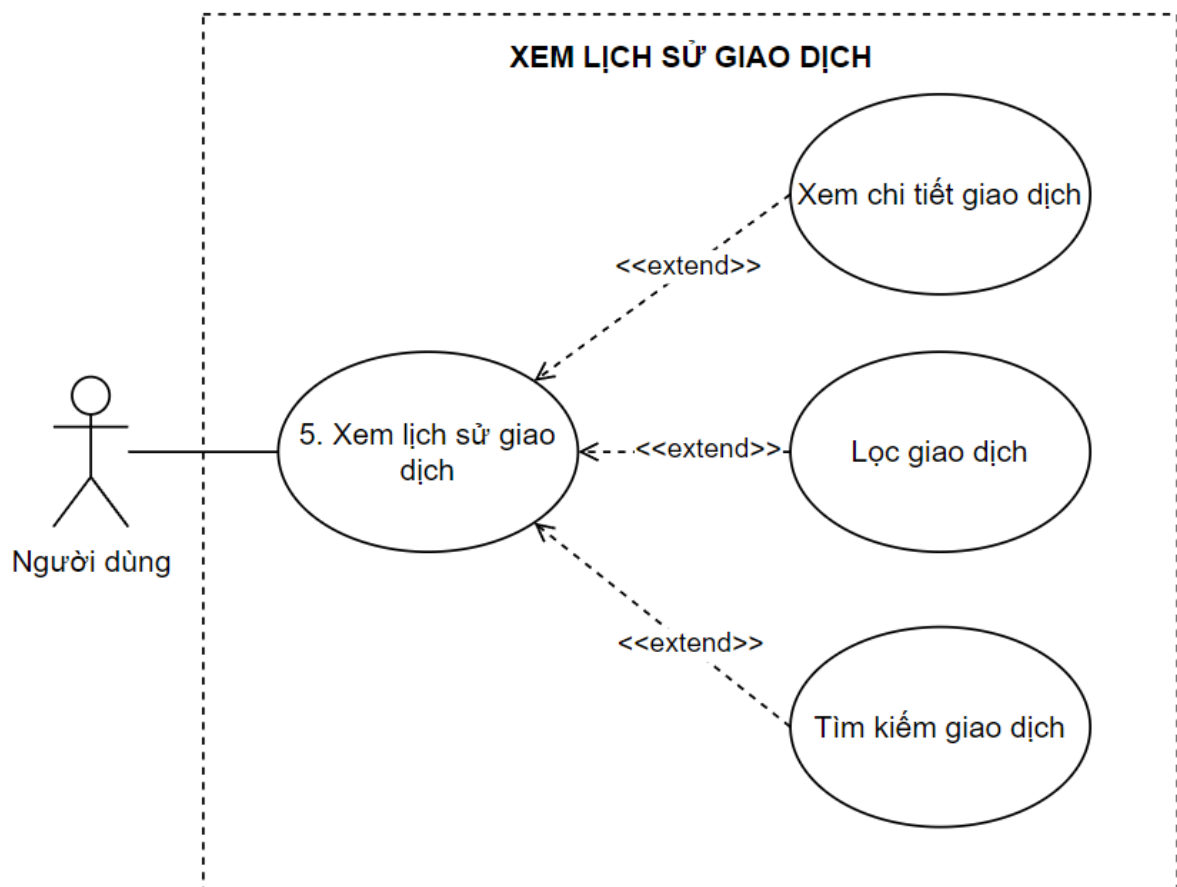 XEM LỊCH SỬ GIAO DỊCH
Xem chi tiết giao dịch
<<extend>>
5. Xem lịch sử giao
dịch
<<extend>>
Lọc giao dịch
Người dùng
<<extend>>
Tìm kiếm giao dịch